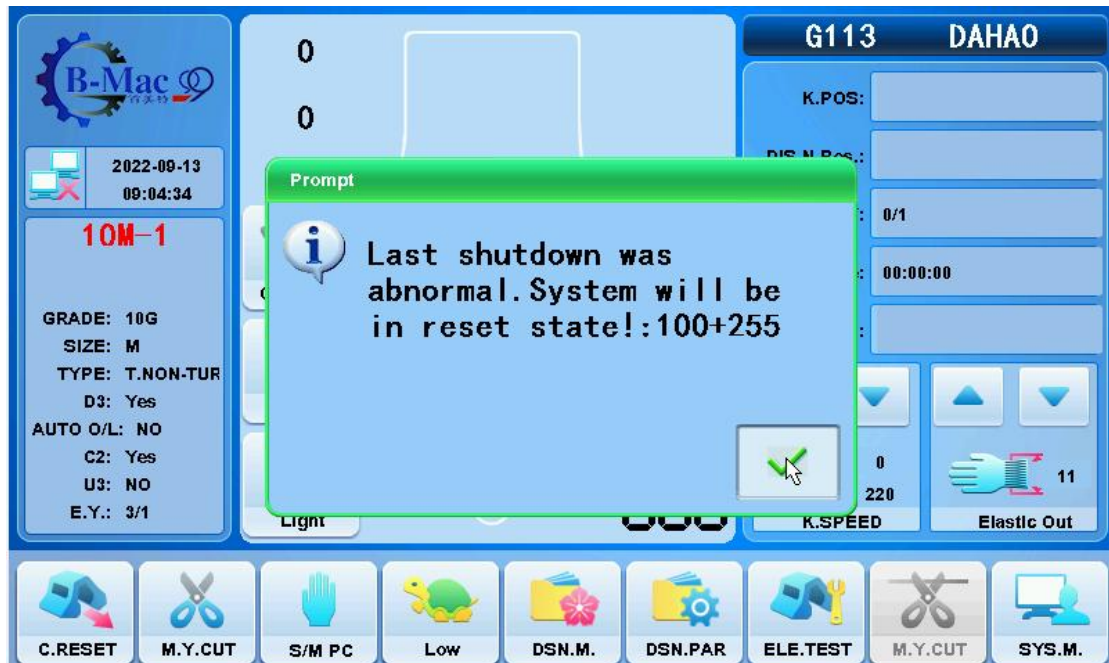 B-Mac
2022-09-13
09:04:34
10M-1
GRADE: 10G
SIZE: M
TYPE: T.NON-TUR
D3: Yes
AUTO O/L: NO
C2: Yes
U3: NO
E.Y.: 3/1
0
0
Prompt
Last shutdown was
abnormal.System will be
in reset state!:100+255
Light
G113 DAHAO
K.POS:
0/1
00:00:00
0
220
K.SPEED
11
Elastic Out
C.RESET
M.Y.CUT
S/M PC
Low
DSN.M.
DSN.PAR
ELE.TEST
M.Y.CUT
SYS.M.